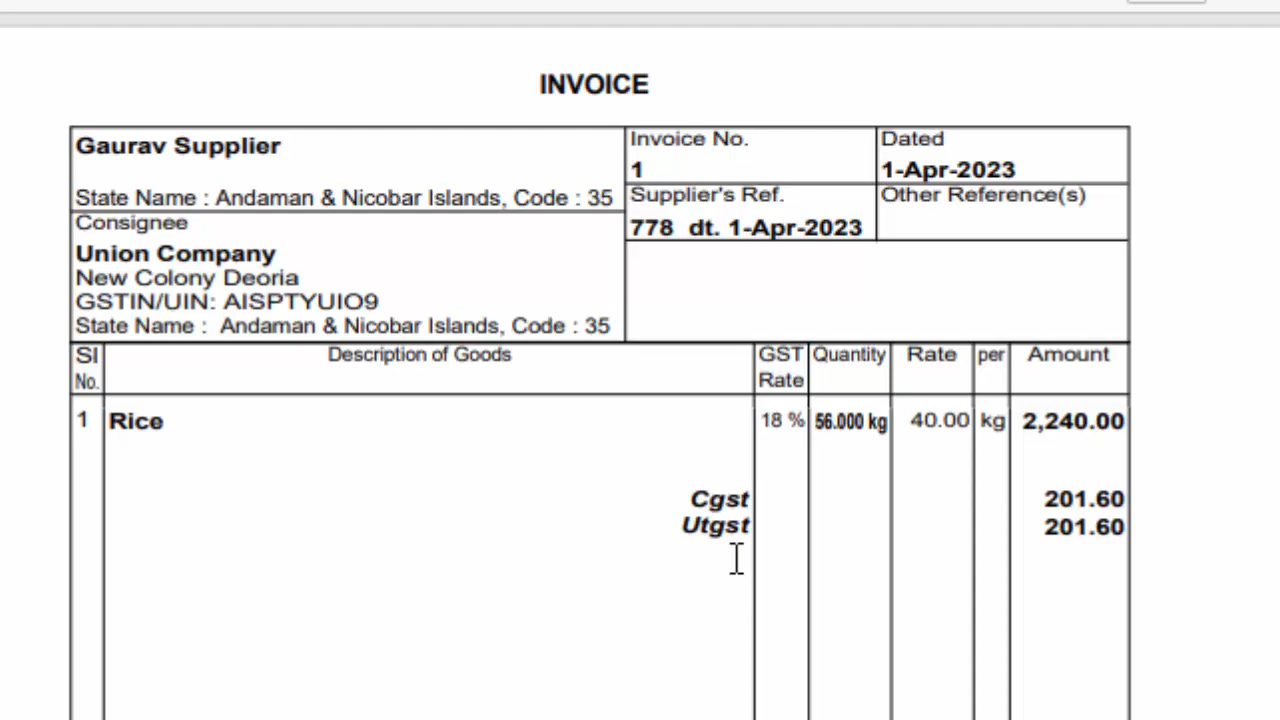 INVOICE
Gaurav Supplier
State Name : Andaman & Nicobar Islands, Code : 35
Invoice No.
1
Dated
1-Apr-2023
Supplier's Ref.
778 dt. 1-Apr-2023
Other Reference(s)
Consignee
Union Company
New Colony Deoria
GSTIN/UIN: AISPTYUIO9
State Name : Andaman & Nicobar Islands, Code : 35
Sl No. Description of Goods GST Rate Quantity Rate per Amount
1 Rice 18 % 56.000 kg 40.00 kg 2,240.00
Cgst 201.60
Utgst 201.60